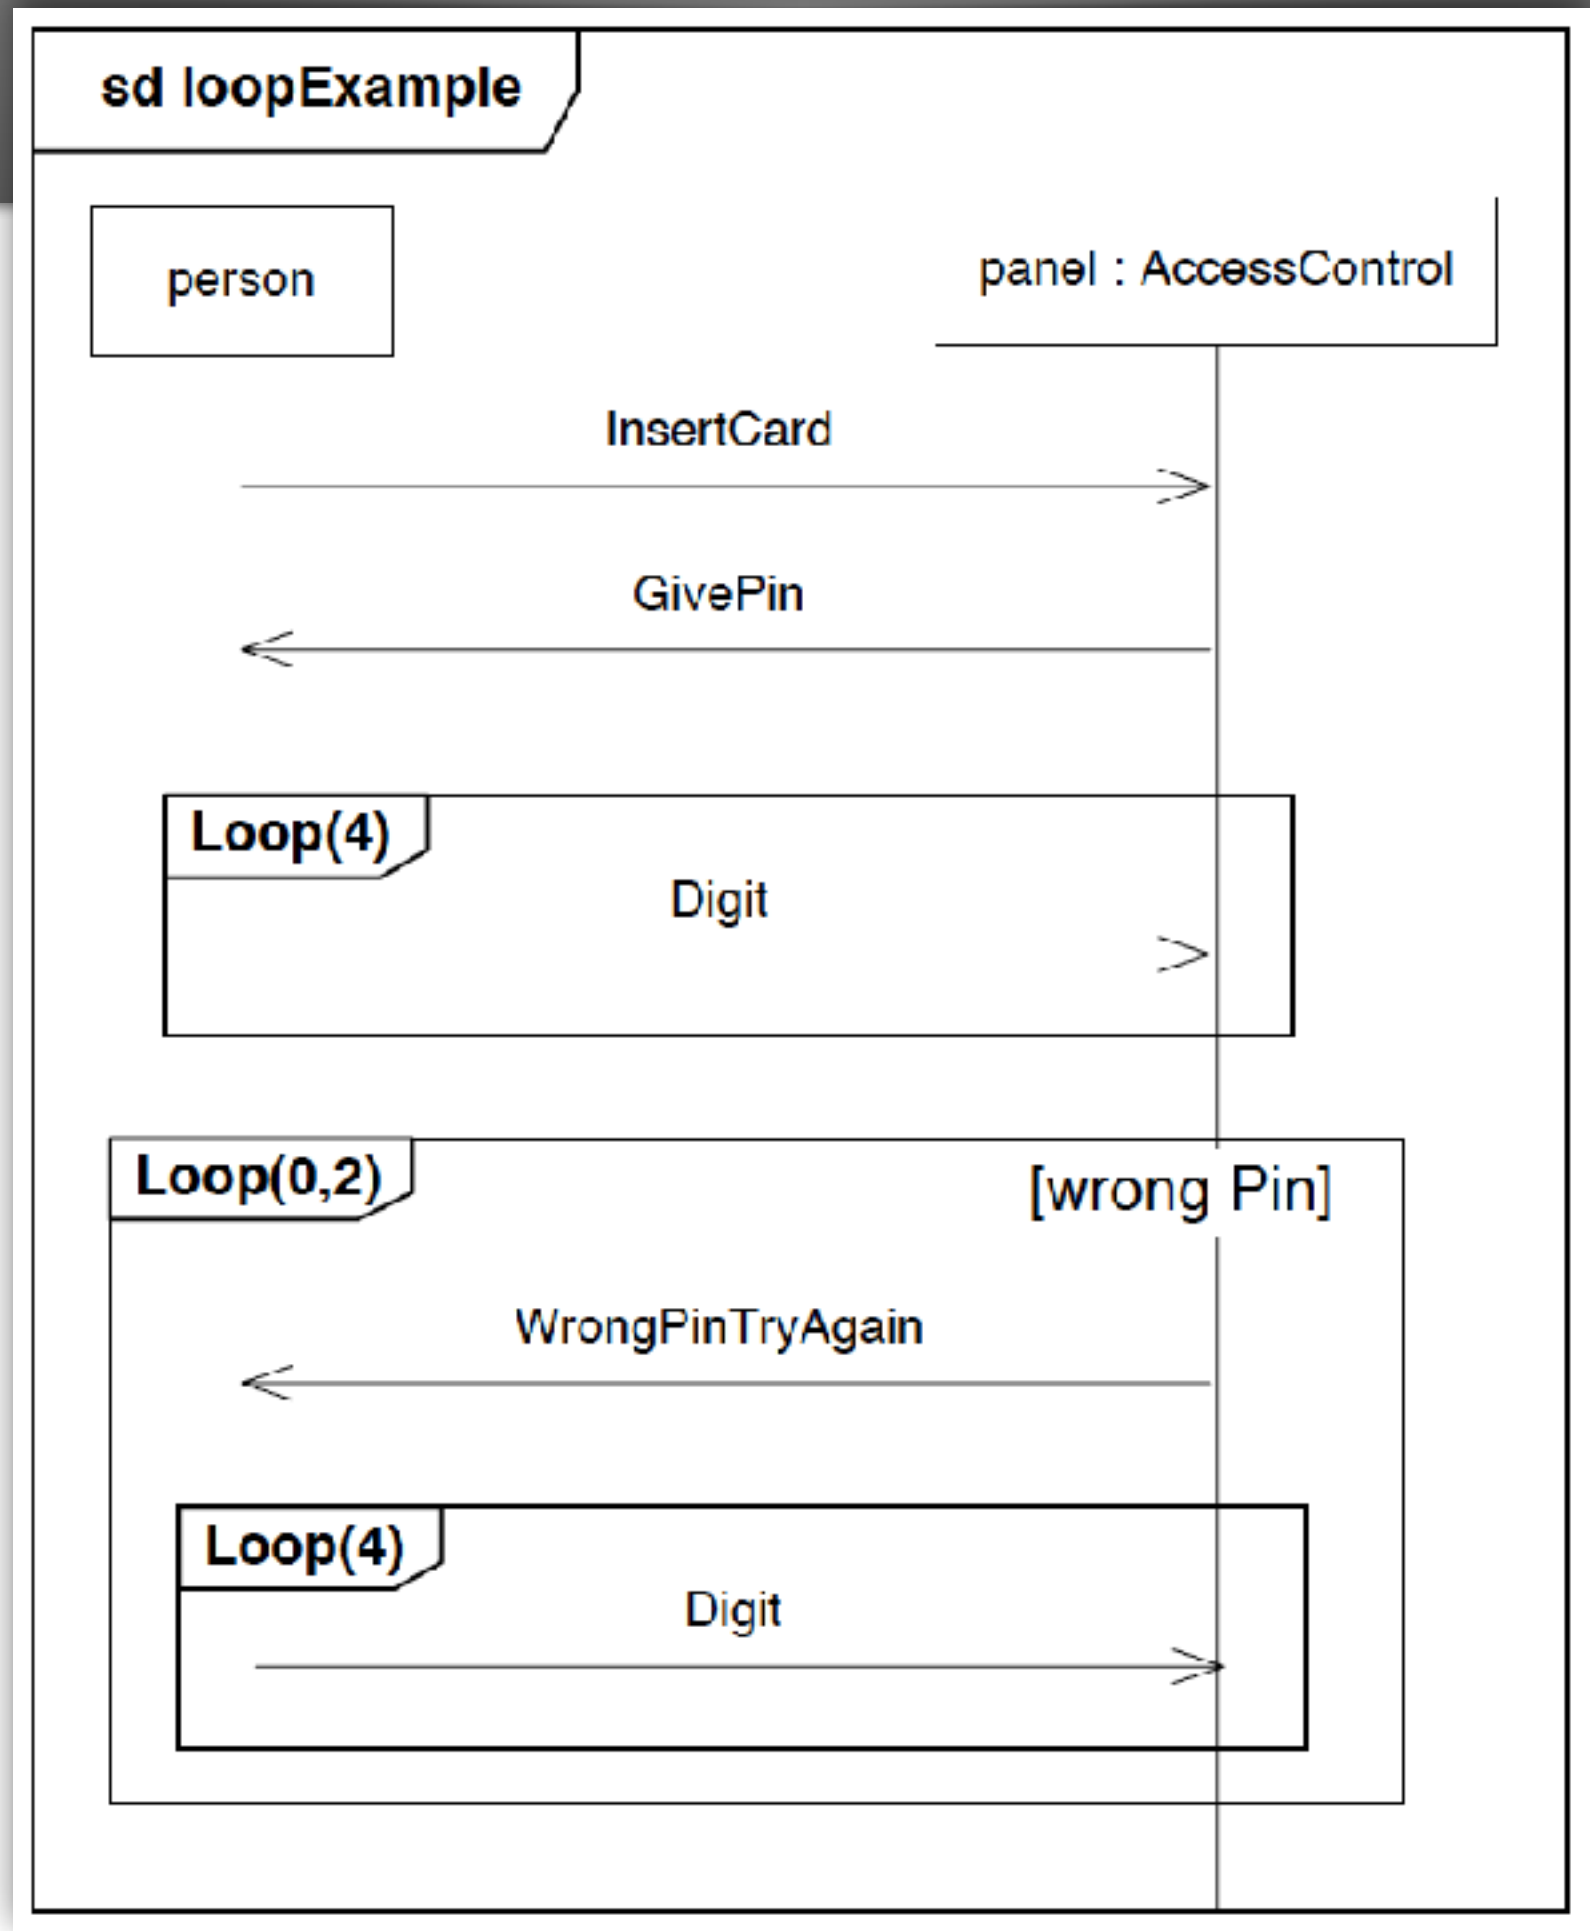 sd loopExample
person
panel : AccessControl
InsertCard
GivePin
Loop(4)
Digit
Loop(0,2)
[wrong Pin]
WrongPinTryAgain
Loop(4)
Digit